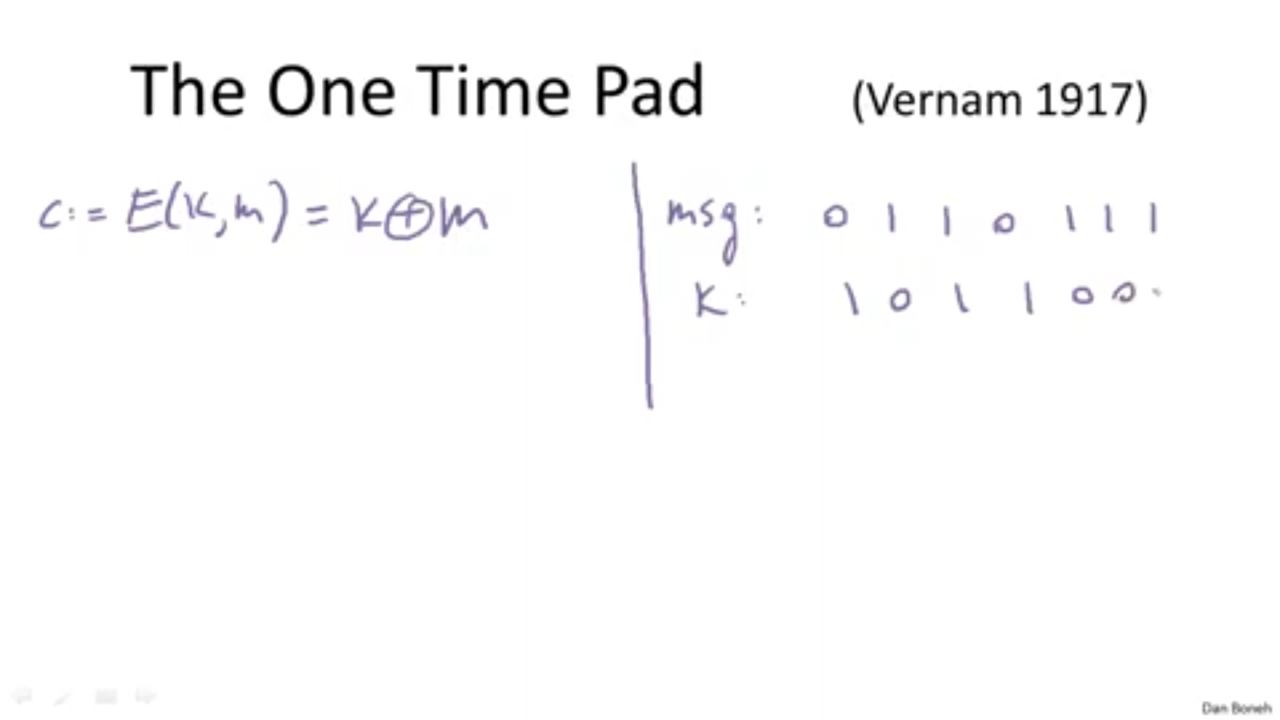 The One Time Pad (Vernam 1917)
c := E(k,m) = k⊕m
msg: 0 1 1 0 1 1 1
k: 1 0 1 1 0 0
Dan Boneh